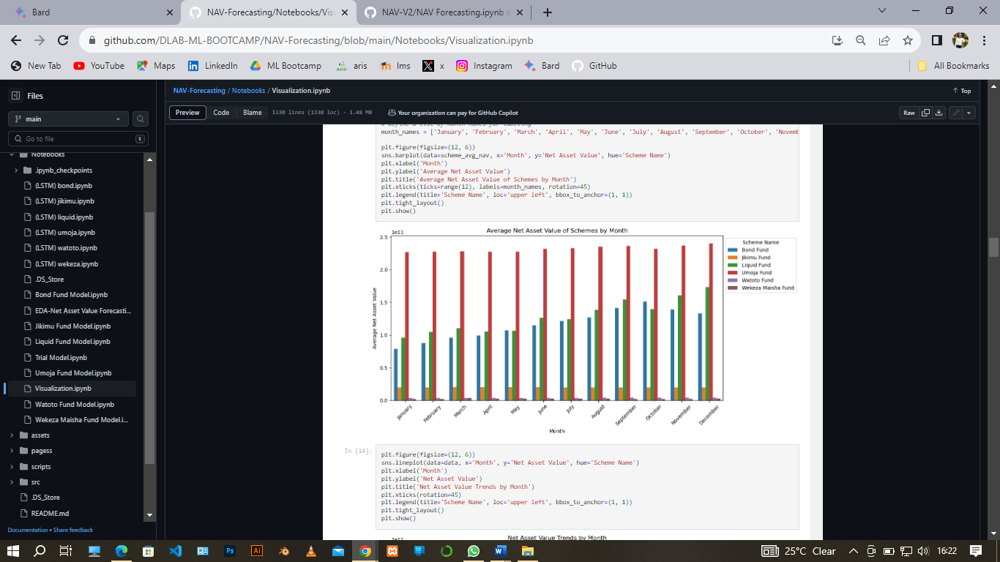 Bard
NAV-Forecasting/Notebooks/Vis
NAV-V2/NAV Forecasting.ipynb a
github.com/DLAB-ML-BOOTCAMP/NAV-Forecasting/blob/main/Notebooks/Visualization.ipynb
New Tab YouTube Maps LinkedIn ML Bootcamp aris lms x Instagram Bard GitHub All Bookmarks
Files
main
Go to file t
Notebooks
.ipynb_checkpoints
(LSTM) bond.ipynb
(LSTM) jikimu.ipynb
(LSTM) liquid.ipynb
(LSTM) umoja.ipynb
(LSTM) watoto.ipynb
(LSTM) wekeza.ipynb
.DS_Store
Bond Fund Model.ipynb
EDA-Net Asset Value Forecasti...
Jikimu Fund Model.ipynb
Liquid Fund Model.ipynb
Trial Model.ipynb
Umoja Fund Model.ipynb
Visualization.ipynb
Watoto Fund Model.ipynb
Wekeza Maisha Fund Model.i...
assets
pagess
scripts
src
.DS_Store
README.md
Documentation • Share feedback
NAV-Forecasting / Notebooks / Visualization.ipynb
Top
Preview Code Blame 1330 lines (1330 loc) · 1.48 MB Your organization can pay for GitHub Copilot Raw
# Define a list of month names for labeling
month_names = ['January', 'February', 'March', 'April', 'May', 'June', 'July', 'August', 'September', 'October', 'Novemb
plt.figure(figsize=(12, 6))
sns.barplot(data=scheme_avg_nav, x='Month', y='Net Asset Value', hue='Scheme Name')
plt.xlabel('Month')
plt.ylabel('Average Net Asset Value')
plt.title('Average Net Asset Value of Schemes by Month')
plt.xticks(ticks=range(12), labels=month_names, rotation=45)
plt.legend(title='Scheme Name', loc='upper left', bbox_to_anchor=(1, 1))
plt.tight_layout()
plt.show()
Average Net Asset Value of Schemes by Month
1e11
2.5
2.0
1.5
1.0
0.5
0.0
Average Net Asset Value
January February March April May June July August September October November December
Month
Scheme Name
Bond Fund
Jikimu Fund
Liquid Fund
Umoja Fund
Watoto Fund
Wekeza Maisha Fund
In [14]:
plt.figure(figsize=(12, 6))
sns.lineplot(data=data, x='Month', y='Net Asset Value', hue='Scheme Name')
plt.xlabel('Month')
plt.ylabel('Net Asset Value')
plt.title('Net Asset Value Trends by Month')
plt.xticks(rotation=45)
plt.legend(title='Scheme Name', loc='upper left', bbox_to_anchor=(1, 1))
plt.tight_layout()
plt.show()
1e11
Net Asset Value Trends by Month
Ps Ai W
25°C Clear
16:22